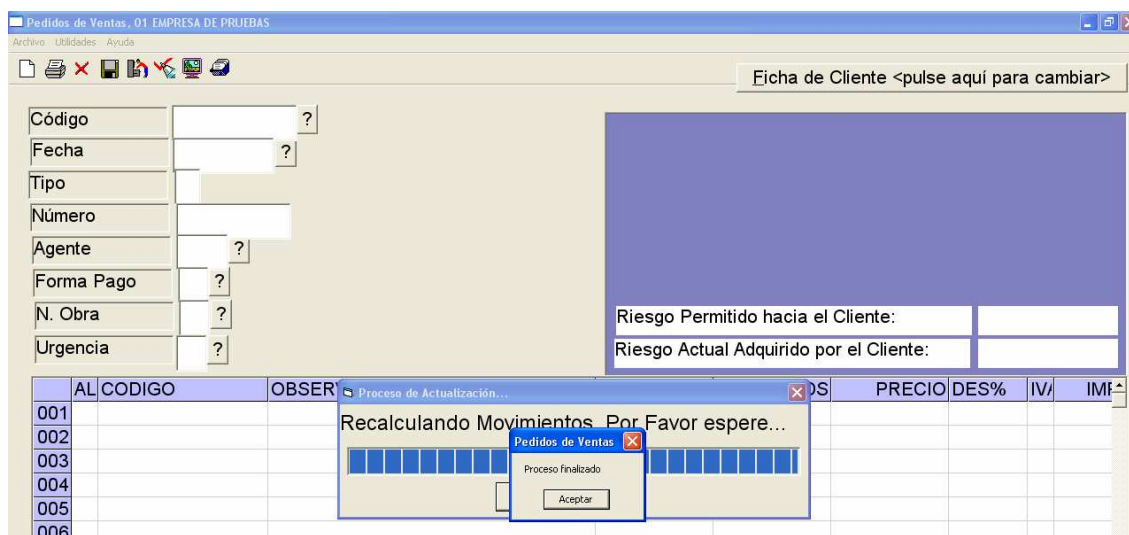 Pedidos de Ventas, 01 EMPRESA DE PRUEBAS
Archivo Utilidades Ayuda
Ficha de Cliente <pulse aquí para cambiar>
Código ?
Fecha ?
Tipo
Número
Agente ?
Forma Pago ?
N. Obra ?
Urgencia ?
Riesgo Permitido hacia el Cliente:
Riesgo Actual Adquirido por el Cliente:
AL CODIGO OBSER PRECIO DES%
001
002
003
004
005
006
Proceso de Actualización...
Recalculando Movimientos. Por Favor espere...
Pedidos de Ventas
Proceso finalizado
Aceptar